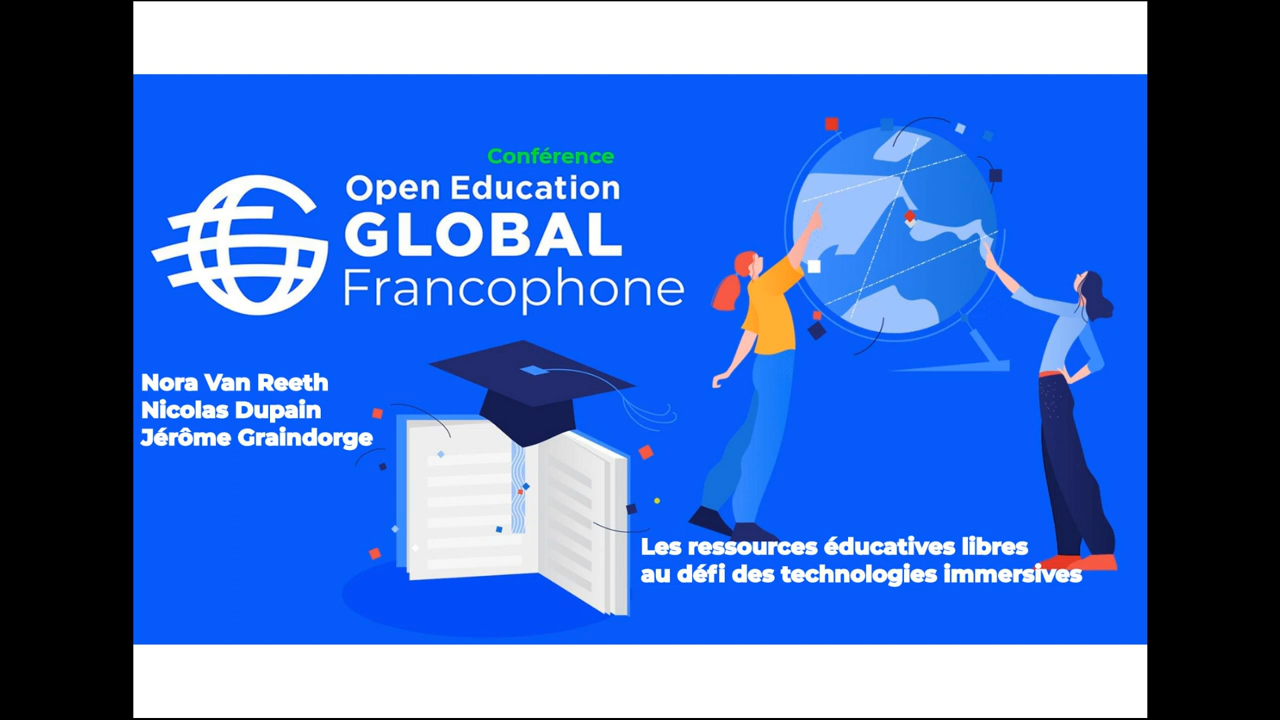 Conférence
Open Education
GLOBAL
Francophone
Nora Van Reeth
Nicolas Dupain
Jérôme Graindorge
Les ressources éducatives libres
au défi des technologies immersives